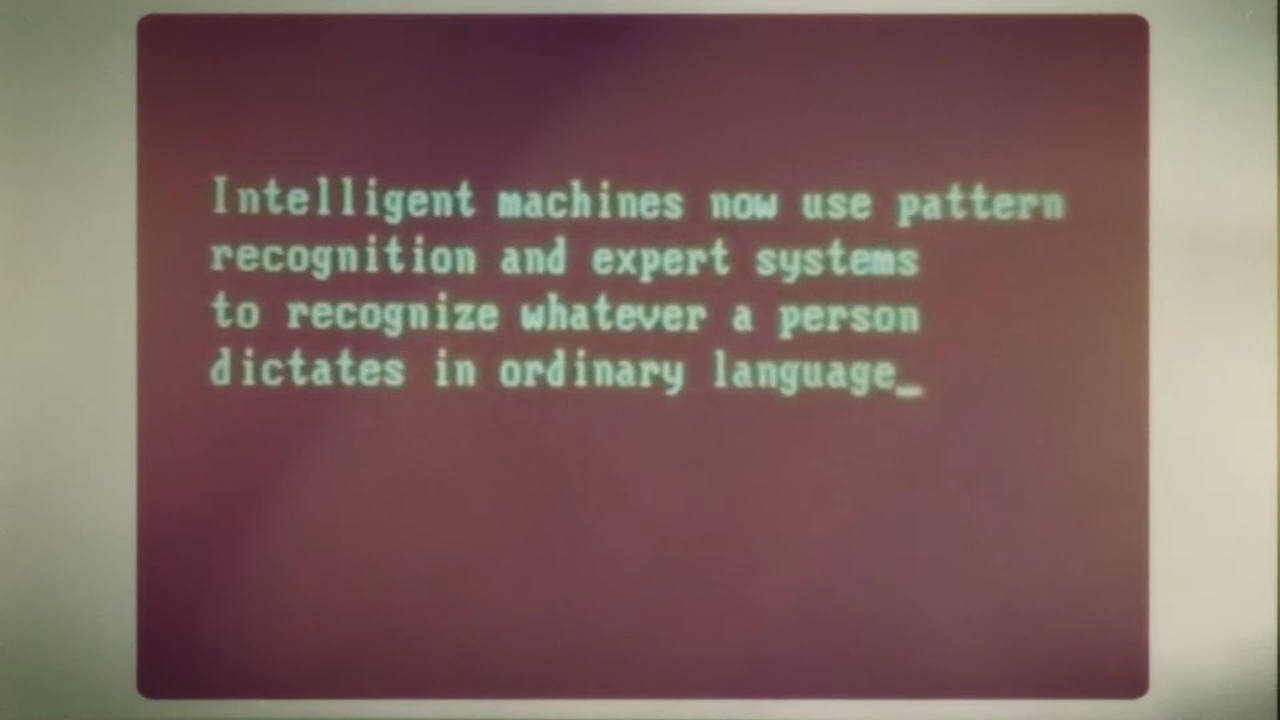 Intelligent machines now use pattern
recognition and expert systems
to recognize whatever a person
dictates in ordinary language_